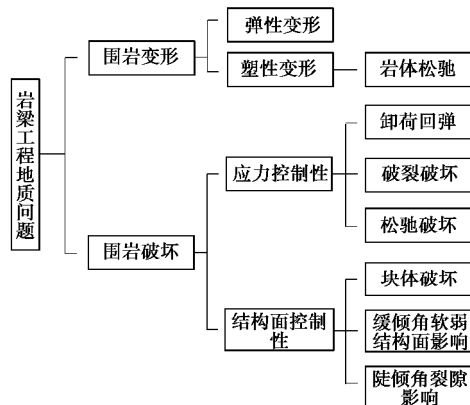 岩梁工程地质问题
围岩变形
弹性变形
塑性变形
岩体松驰
围岩破坏
应力控制性
卸荷回弹
破裂破坏
松驰破坏
结构面控制
性
块体破坏
缓倾角软弱
结构面影响
陡倾角裂隙
影响